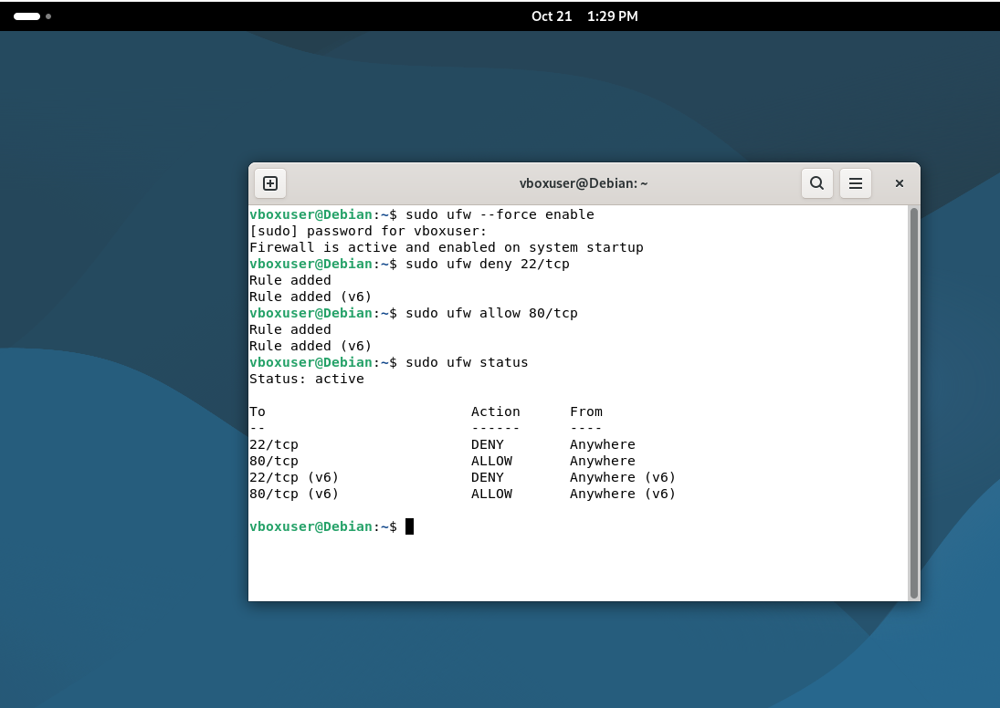 Oct 21 1:29 PM
vboxuser@Debian: ~
vboxuser@Debian:~$ sudo ufw --force enable
[sudo] password for vboxuser:
Firewall is active and enabled on system startup
vboxuser@Debian:~$ sudo ufw deny 22/tcp
Rule added
Rule added (v6)
vboxuser@Debian:~$ sudo ufw allow 80/tcp
Rule added
Rule added (v6)
vboxuser@Debian:~$ sudo ufw status
Status: active

To                         Action      From
--                         ------      ----
22/tcp                     DENY        Anywhere
80/tcp                     ALLOW       Anywhere
22/tcp (v6)                DENY        Anywhere (v6)
80/tcp (v6)                ALLOW       Anywhere (v6)

vboxuser@Debian:~$